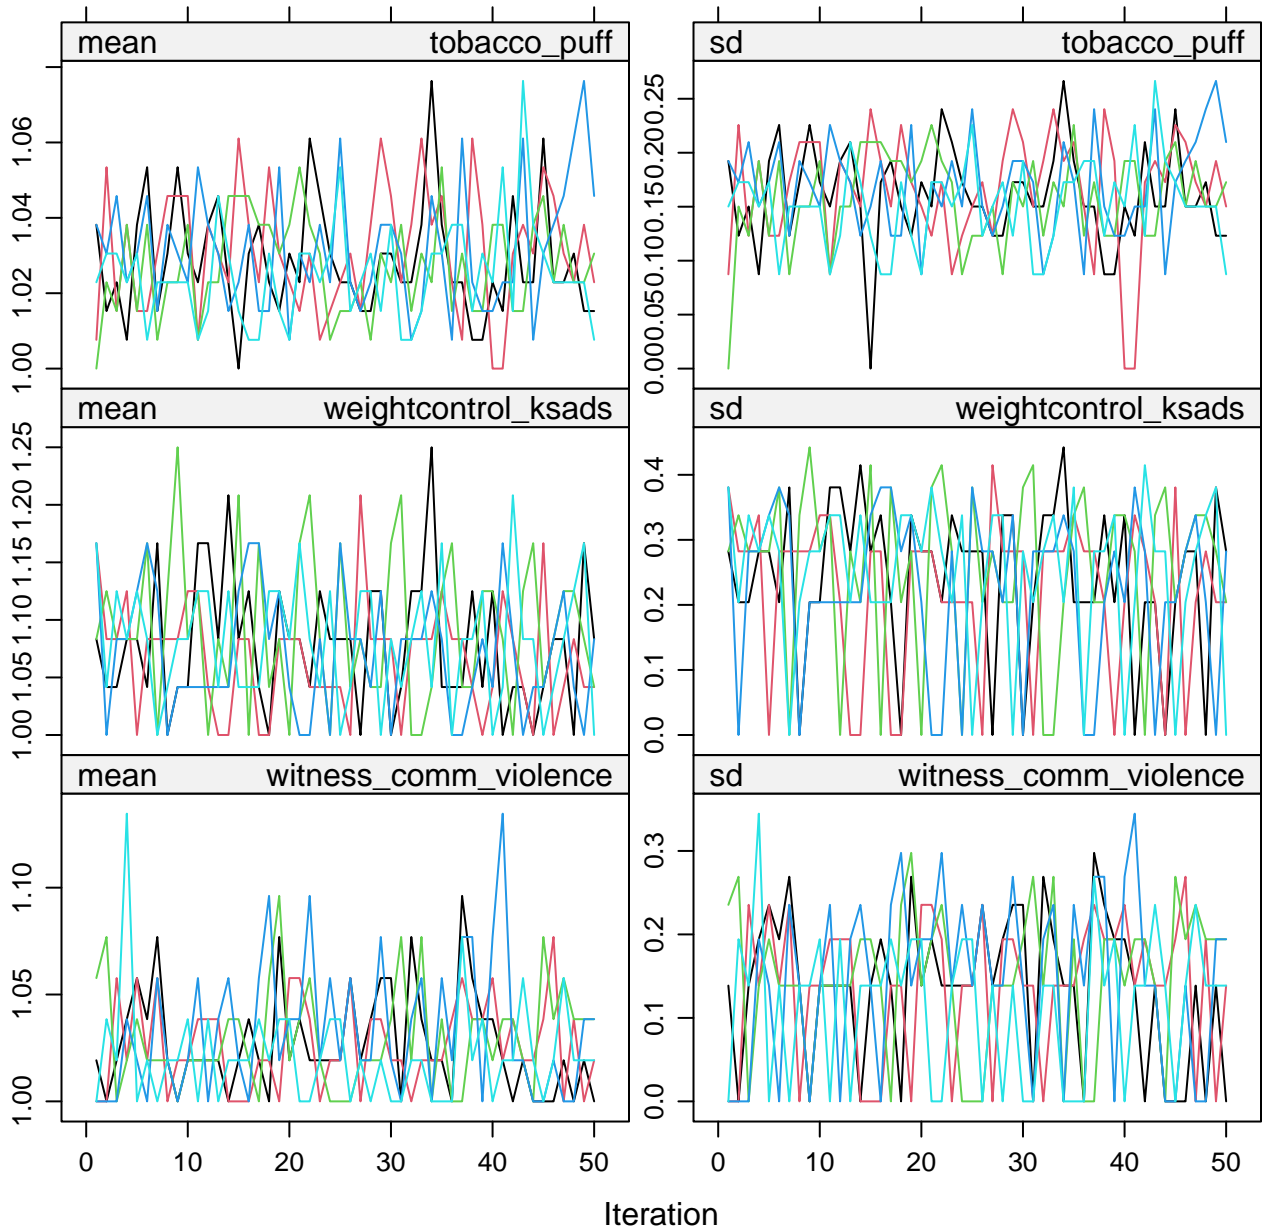 mean tobacco_puff
sd tobacco_puff
1.00 1.02 1.04 1.06
0.00 0.05 0.10 0.15 0.20 0.25
mean weightcontrol_ksads
sd weightcontrol_ksads
1.00 1.05 1.10 1.15 1.20 1.25
0.0 0.1 0.2 0.3 0.4
mean witness_comm_violence
sd witness_comm_violence
1.00 1.05 1.10
0.0 0.1 0.2 0.3
0 10 20 30 40 50
0 10 20 30 40 50
Iteration